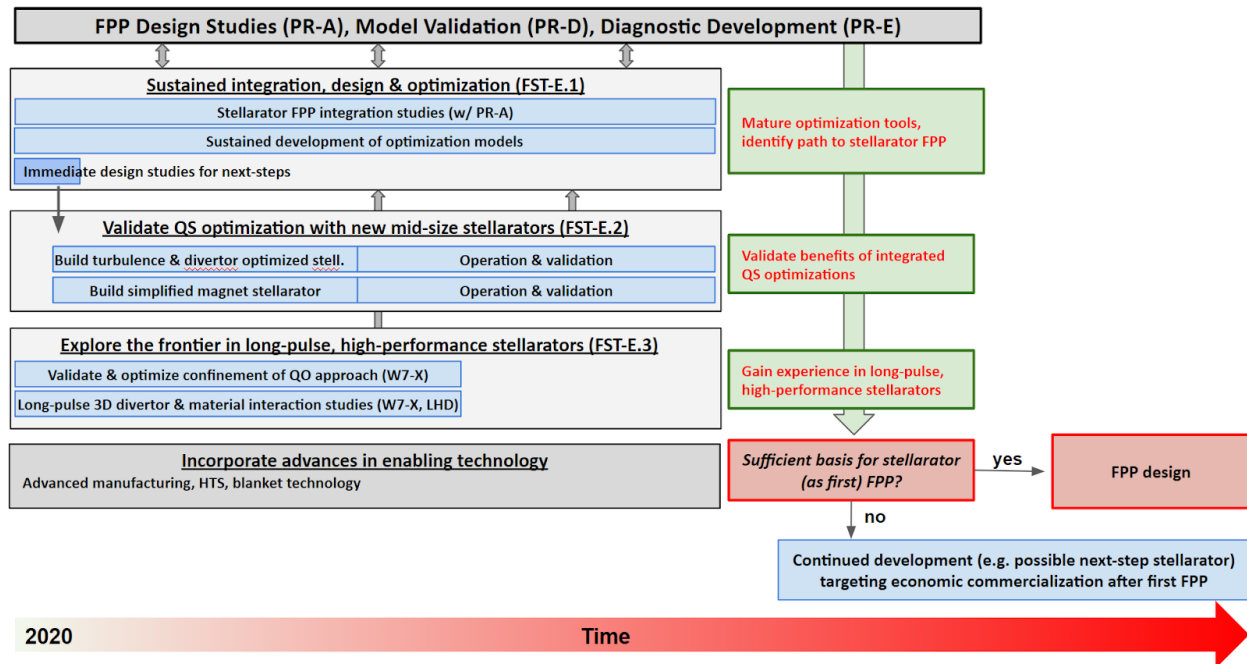 FPP Design Studies (PR-A), Model Validation (PR-D), Diagnostic Development (PR-E)
Sustained integration, design & optimization (FST-E.1)
Stellarator FPP integration studies (w/ PR-A)
Sustained development of optimization models
Immediate design studies for next-steps
Mature optimization tools,
identify path to stellarator FPP
Validate QS optimization with new mid-size stellarators (FST-E.2)
Build turbulence & divertor optimized stell.
Operation & validation
Build simplified magnet stellarator
Operation & validation
Validate benefits of integrated
QS optimizations
Explore the frontier in long-pulse, high-performance stellarators (FST-E.3)
Validate & optimize confinement of QO approach (W7-X)
Long-pulse 3D divertor & material interaction studies (W7-X, LHD)
Gain experience in long-pulse,
high-performance stellarators
Incorporate advances in enabling technology
Advanced manufacturing, HTS, blanket technology
Sufficient basis for stellarator
(as first) FPP?
yes
FPP design
no
Continued development (e.g. possible next-step stellarator)
targeting economic commercialization after first FPP
2020
Time